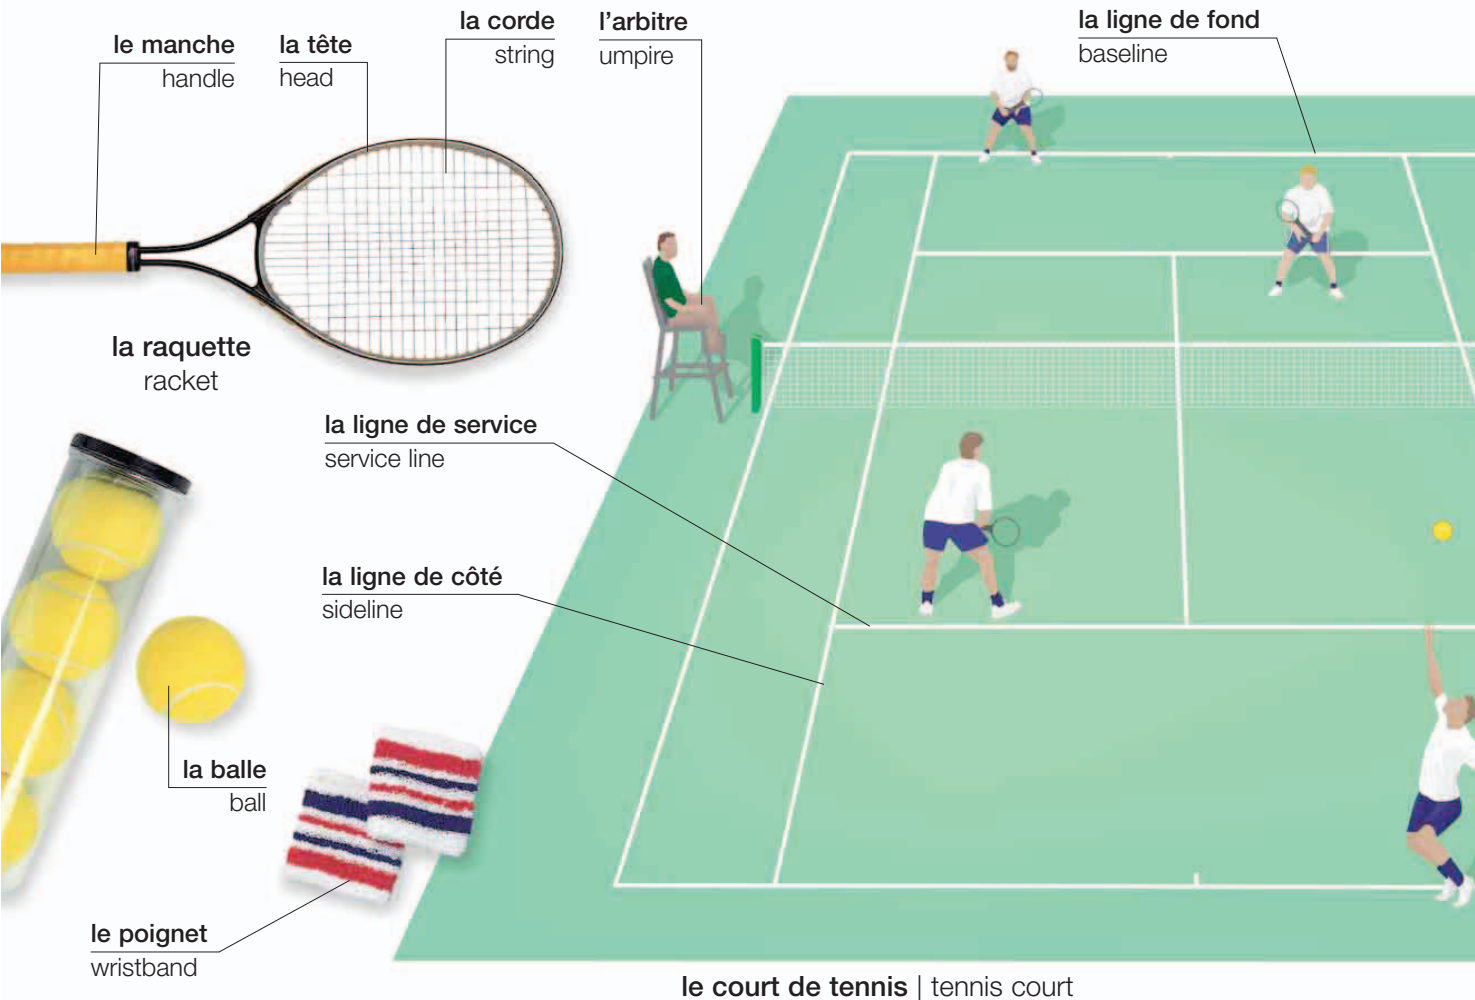 le manche
handle
la tête
head
la corde
string
l'arbitre
umpire
la ligne de fond
baseline
la raquette
racket
la ligne de service
service line
la ligne de côté
sideline
la balle
ball
le poignet
wristband
le court de tennis | tennis court